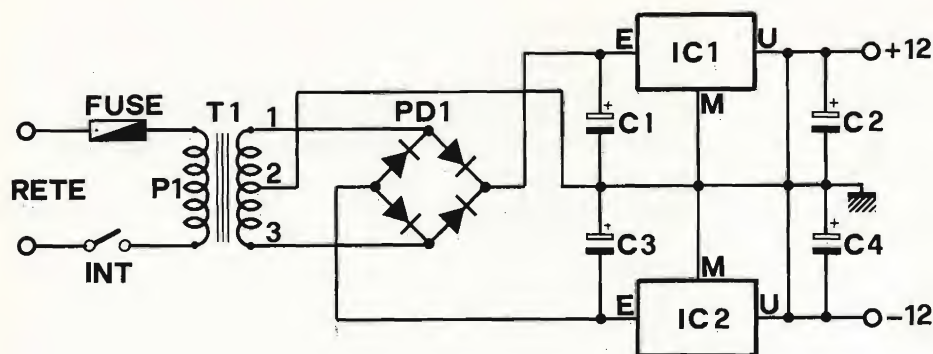 E
IC1
U
+12
FUSE
T1
1
PD1
M
+
C1
+
C2
RETE
P1
2
3
INT
+
C3
+
C4
M
E
IC2
U
-12